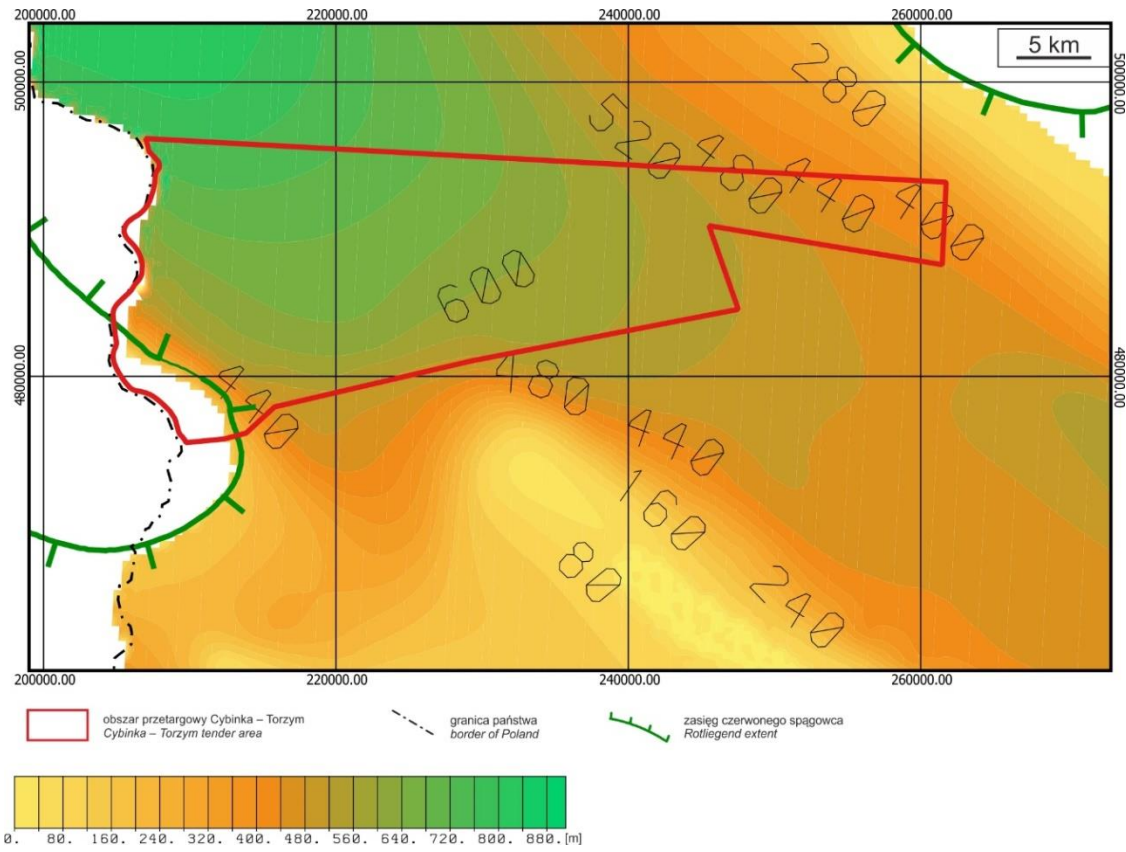 200000.00 220000.00 240000.00 260000.00
5 km
500000.00 500000.00
280
520 480 440 400
600
480000.00 480000.00
440 480 440
160
80 240
200000.00 220000.00 240000.00 260000.00
obszar przetargowy Cybinka – Torzym
Cybinka – Torzym tender area
granica państwa
border of Poland
zasięg czerwonego spągowca
Rotliegend extent
0. 80. 160. 240. 320. 400. 480. 560. 640. 720. 800. 880. [m]